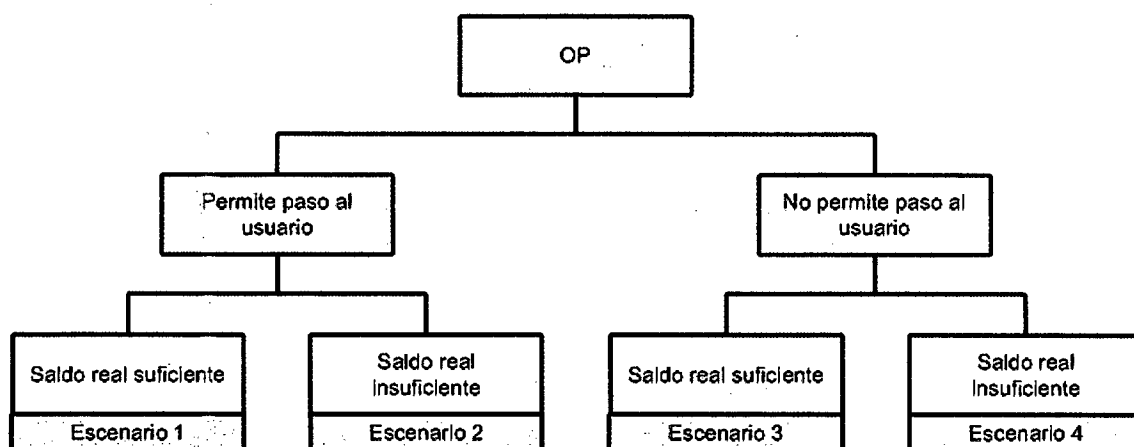 OP
Permite paso al
usuario
No permite paso al
usuario
Saldo real suficiente
Saldo real
Insuficiente
Saldo real suficiente
Saldo real
Insuficiente
Escenario 1
Escenario 2
Escenario 3
Escenario 4